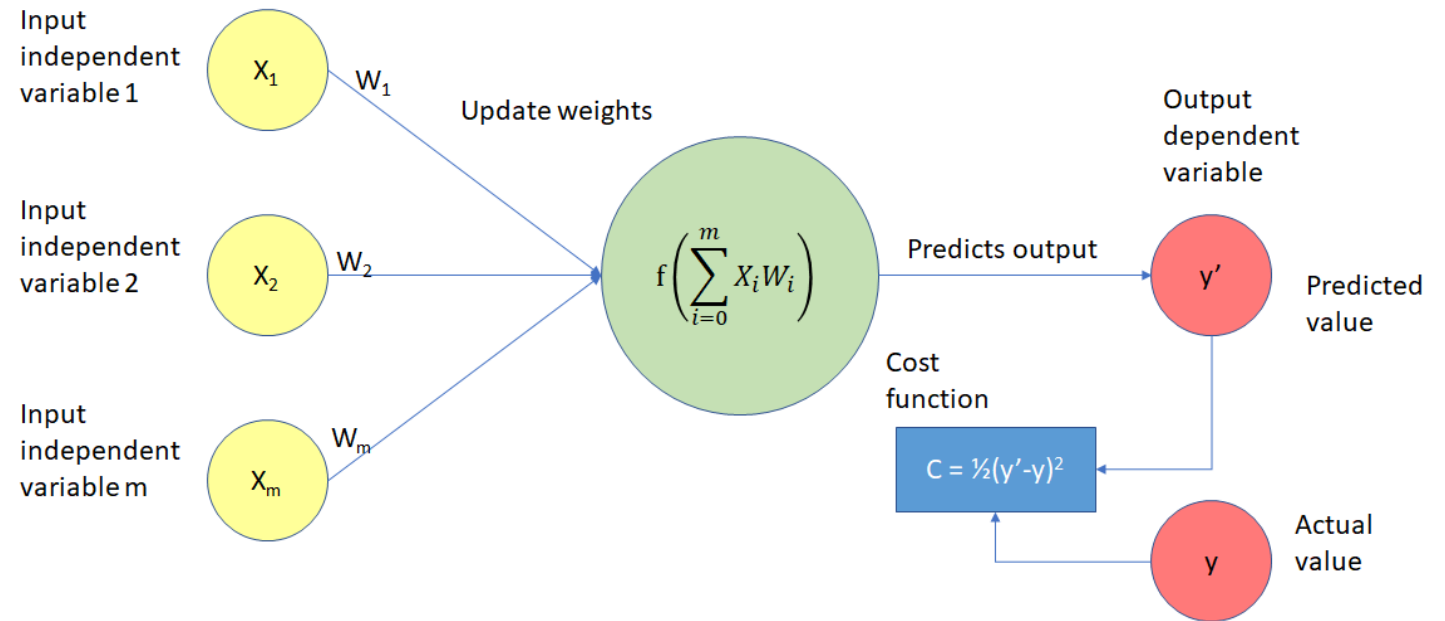 Input
independent
variable 1
X₁
W₁
Update weights
Input
independent
variable 2
X₂
W₂
f(∑_{i=0}^{m} X_iW_i)
Predicts output
Output
dependent
variable
y’
Predicted
value
Input
independent
variable m
Xₘ
Wₘ
Cost
function
C = ½(y’-y)²
y
Actual
value